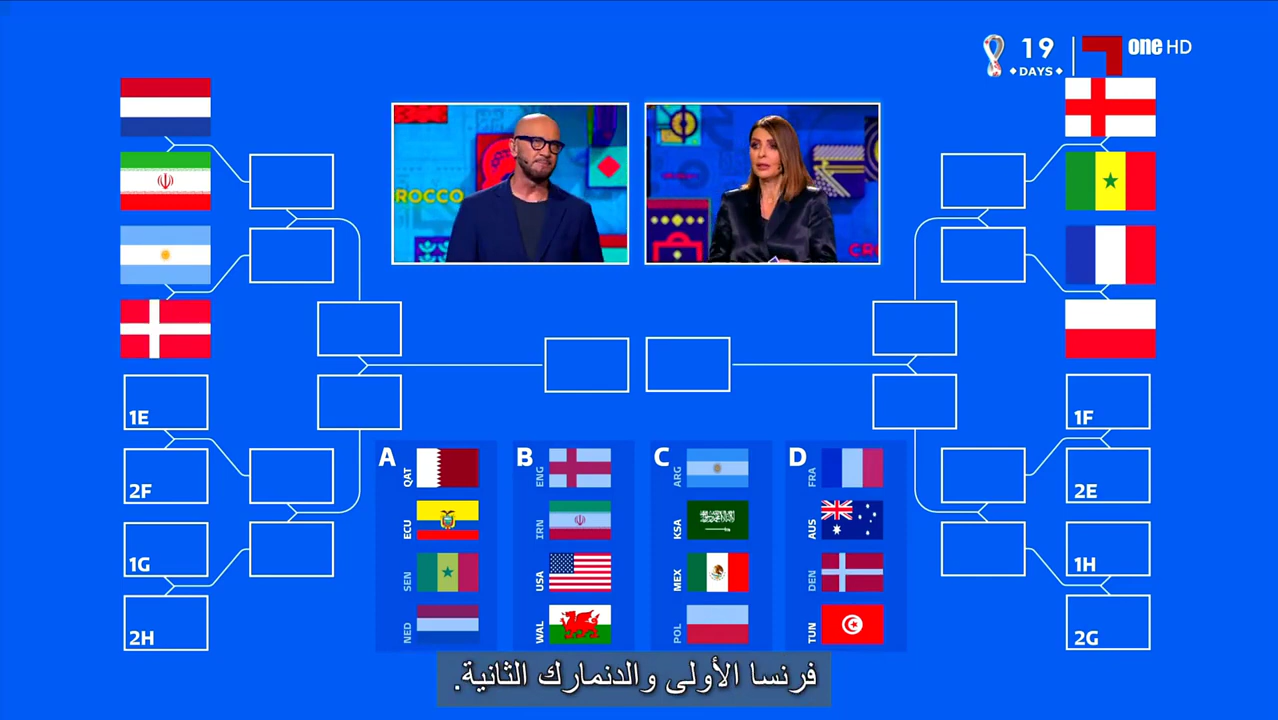 19
DAYS
one HD
ROCCO
CR
1E
2F
1G
2H
1F
2E
1H
2G
A
QAT
ECU
SEN
NED
B
ENG
IRN
USA
WAL
C
ARG
KSA
MEX
POL
D
FRA
AUS
DEN
TUN
فرنسا الأولى والدنمارك الثانية.